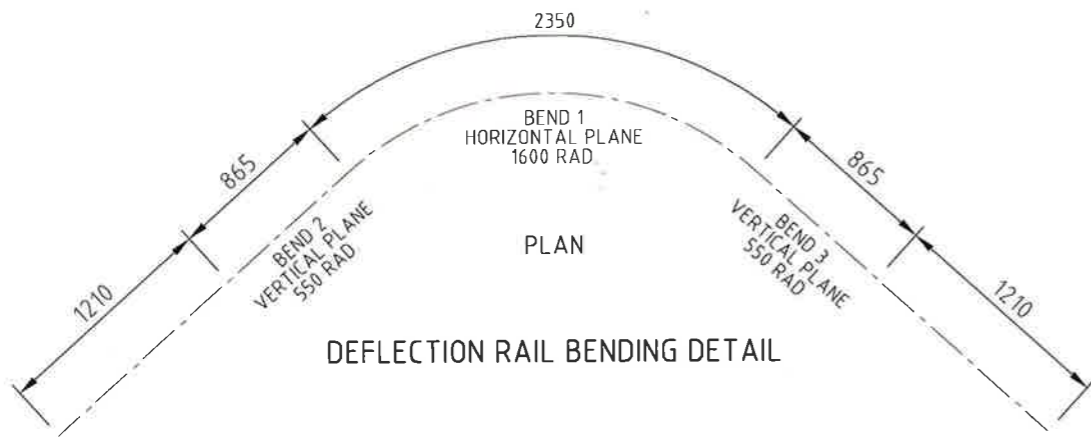 2350
BEND 1
HORIZONTAL PLANE
1600 RAD
865
865
BEND 2
VERTICAL PLANE
550 RAD
PLAN
BEND 3
VERTICAL PLANE
550 RAD
1210
1210
DEFLECTION RAIL BENDING DETAIL